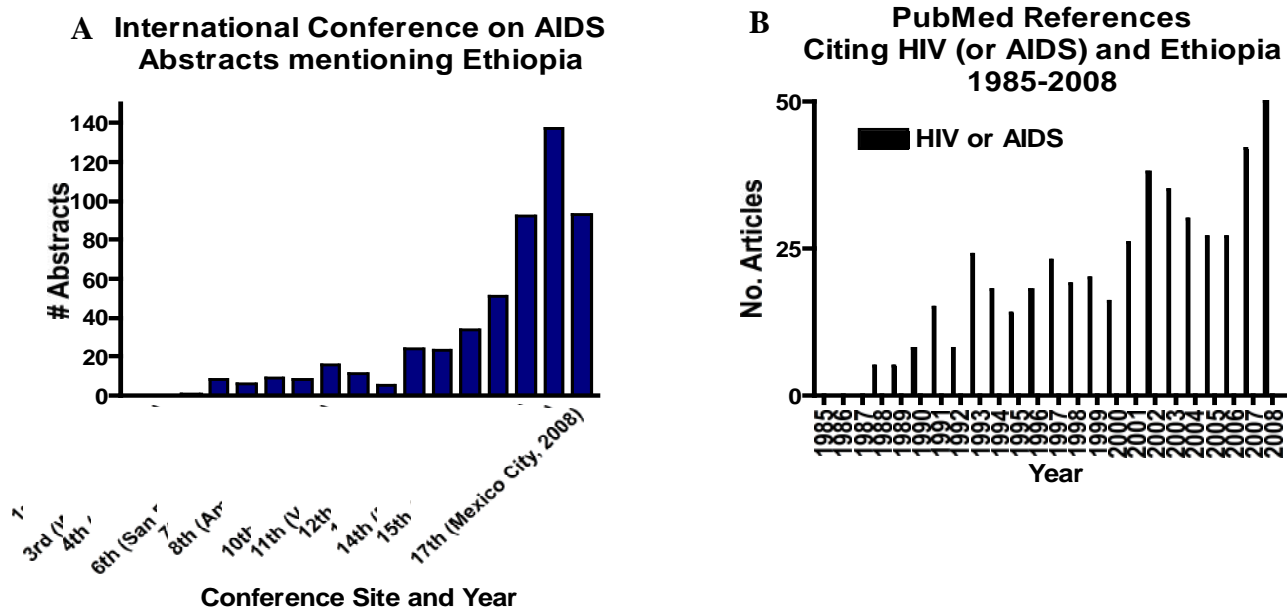 A International Conference on AIDS
Abstracts mentioning Ethiopia
# Abstracts
140
120
100
80
60
40
20
0
3rd
4th
6th (San
8th
10th
11th
12th
14th
15th
17th (Mexico City, 2008)
Conference Site and Year
B PubMed References
Citing HIV (or AIDS) and Ethiopia
1985-2008
HIV or AIDS
No. Articles
50
25
0
1985
1986
1987
1988
1989
1990
1991
1992
1993
1994
1995
1996
1997
1998
1999
2000
2001
2002
2003
2004
2005
2006
2007
2008
Year